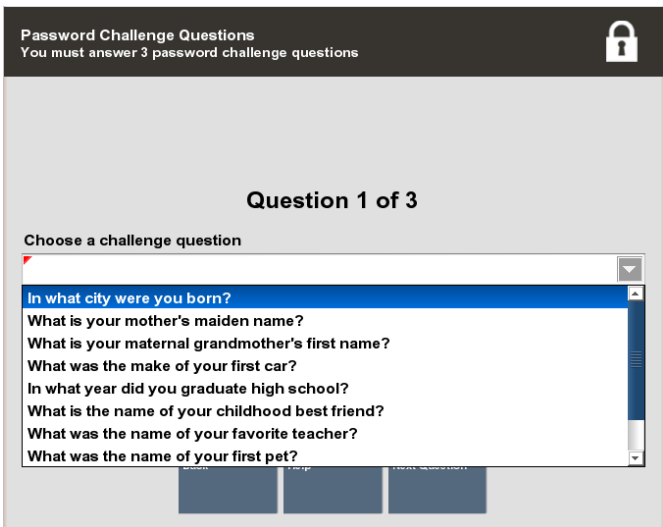 Password Challenge Questions
You must answer 3 password challenge questions
Question 1 of 3
Choose a challenge question
In what city were you born?
What is your mother's maiden name?
What is your maternal grandmother's first name?
What was the make of your first car?
In what year did you graduate high school?
What is the name of your childhood best friend?
What was the name of your favorite teacher?
What was the name of your first pet?
Back Help Next Question